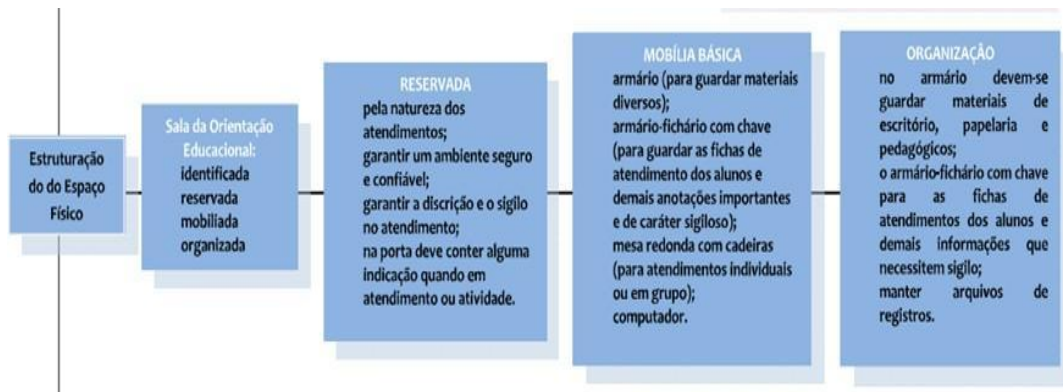 Estruturação
do do Espaço
Físico
Sala da Orientação
Educacional:
identificada
reservada
mobiliada
organizada
RESERVADA
pela natureza dos
atendimentos;
garantir um ambiente seguro
e confiável;
garantir a discrição e o sigilo
no atendimento;
na porta deve conter alguma
indicação quando em
atendimento ou atividade.
MOBÍLIA BÁSICA
armário (para guardar materiais
diversos);
armário-fichário com chave
(para guardar as fichas de
atendimento dos alunos e
demais anotações importantes
e de caráter sigiloso);
mesa redonda com cadeiras
(para atendimentos individuais
ou em grupo);
computador.
ORGANIZAÇÃO
no armário devem-se
guardar materiais de
escritório, papelaria e
pedagógicos;
o armário-fichário com chave
para as fichas de
atendimentos dos alunos e
demais informações que
necessitem sigilo;
manter arquivos de
registros.